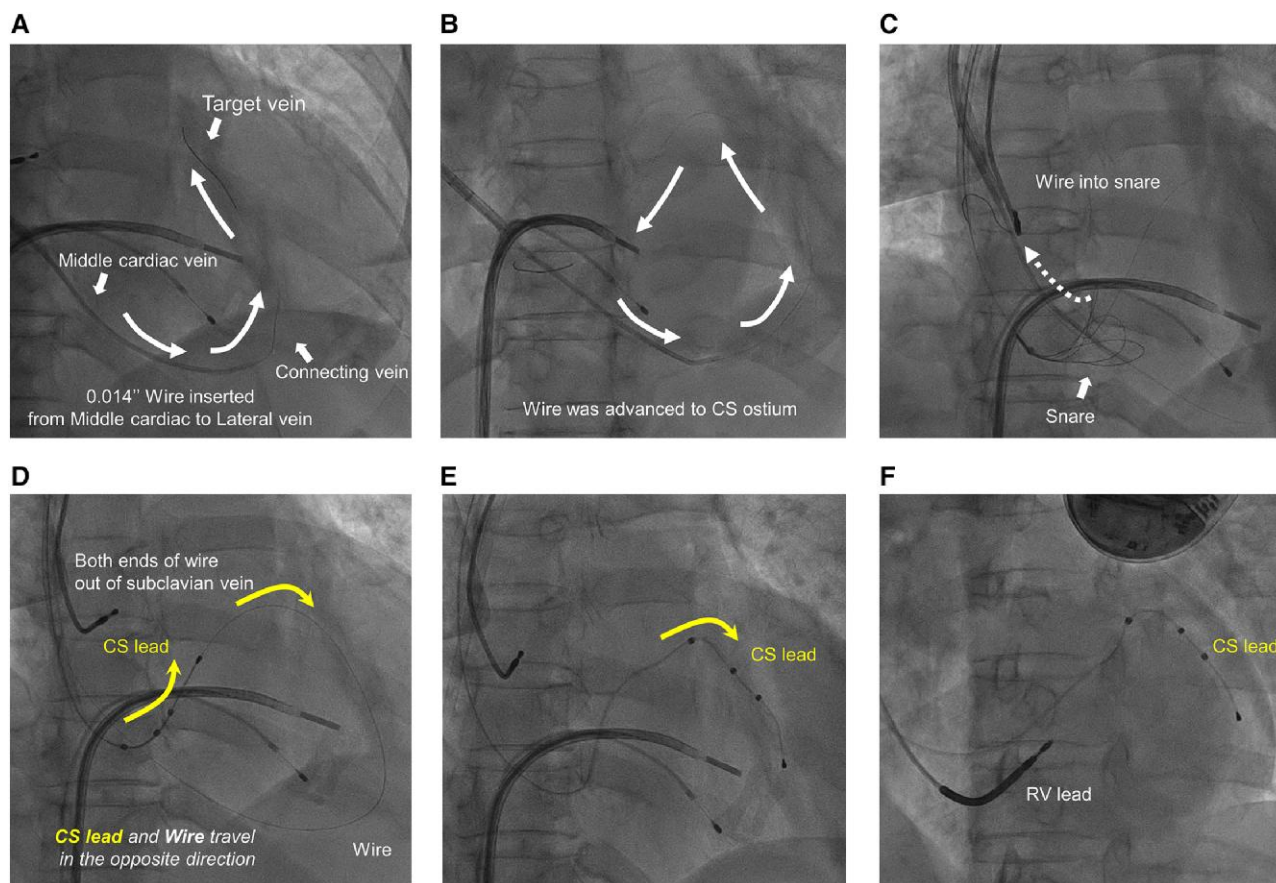 A
Target vein
Middle cardiac vein
Connecting vein
0.014’’ Wire inserted
from Middle cardiac to Lateral vein
B
Wire was advanced to CS ostium
C
Wire into snare
Snare
D
Both ends of wire
out of subclavian vein
CS lead
CS lead and Wire travel
in the opposite direction
Wire
E
CS lead
F
CS lead
RV lead